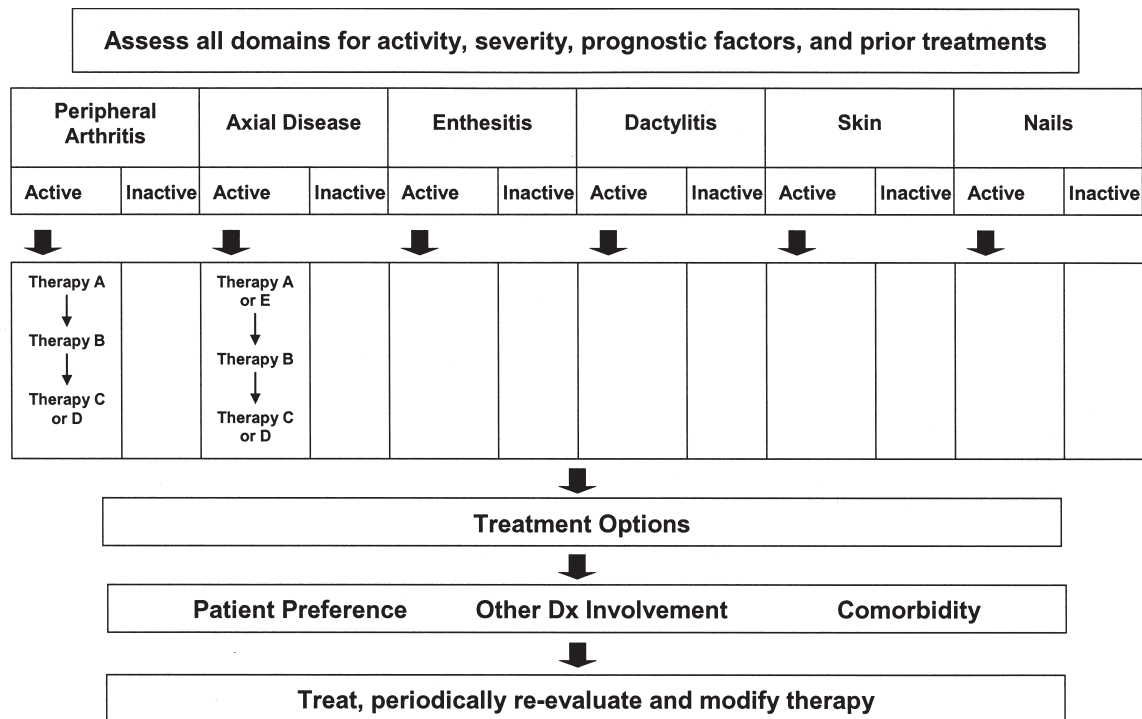 Assess all domains for activity, severity, prognostic factors, and prior treatments
Peripheral
Arthritis
Axial Disease
Enthesitis
Dactylitis
Skin
Nails
Active Inactive Active Inactive Active Inactive Active Inactive Active Inactive Active Inactive
Therapy A
Therapy B
Therapy C
or D
Therapy A
or E
Therapy B
Therapy C
or D
Treatment Options
Patient Preference Other Dx Involvement Comorbidity
Treat, periodically re-evaluate and modify therapy